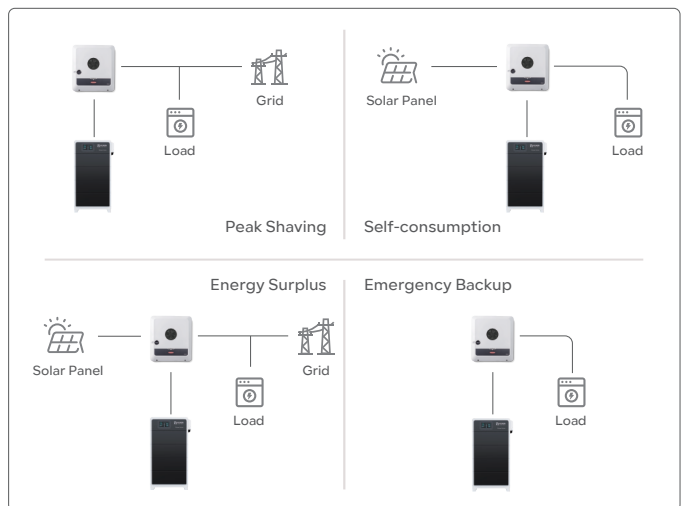 Grid
Load
Peak Shaving
Solar Panel
Load
Self-consumption
Energy Surplus
Solar Panel
Grid
Load
Emergency Backup
Load